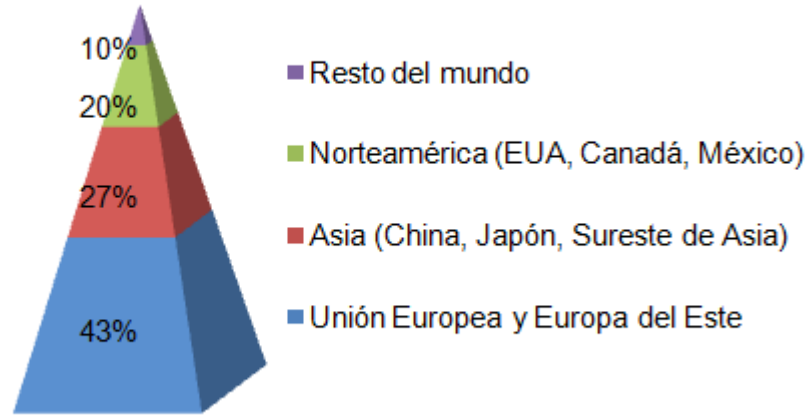 10%
Resto del mundo
20%
Norteamérica (EUA, Canadá, México)
27%
Asia (China, Japón, Sureste de Asia)
43%
Unión Europea y Europa del Este